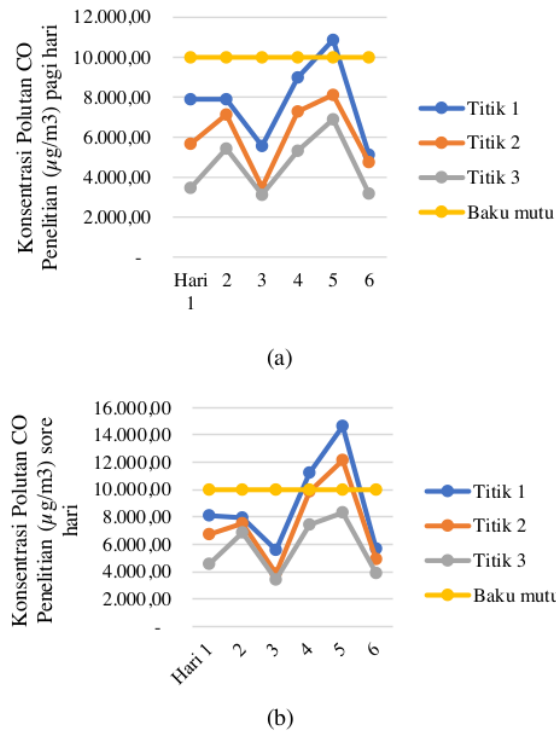 Konsentrasi Polutan CO
Penelitian (µg/m3) pagi hari
12.000,00
10.000,00
8.000,00
6.000,00
4.000,00
2.000,00
-
Hari 1
2
3
4
5
6
Titik 1
Titik 2
Titik 3
Baku mutu
(a)
Konsentrasi Polutan CO
Penelitian (µg/m3) sore
hari
16.000,00
14.000,00
12.000,00
10.000,00
8.000,00
6.000,00
4.000,00
2.000,00
-
Hari 1
2
3
4
5
6
Titik 1
Titik 2
Titik 3
Baku mutu
(b)